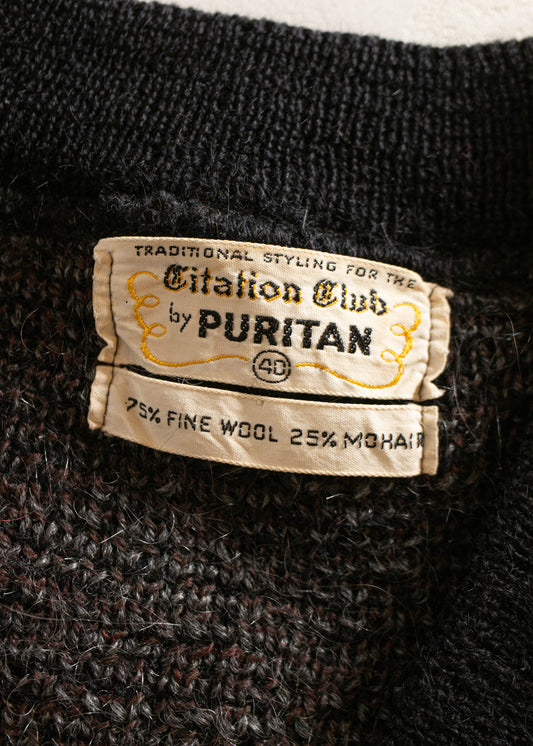 TRADITIONAL STYLING FOR THE
Citation Club
by PURITAN
40
75% FINE WOOL 25% MOHAIR